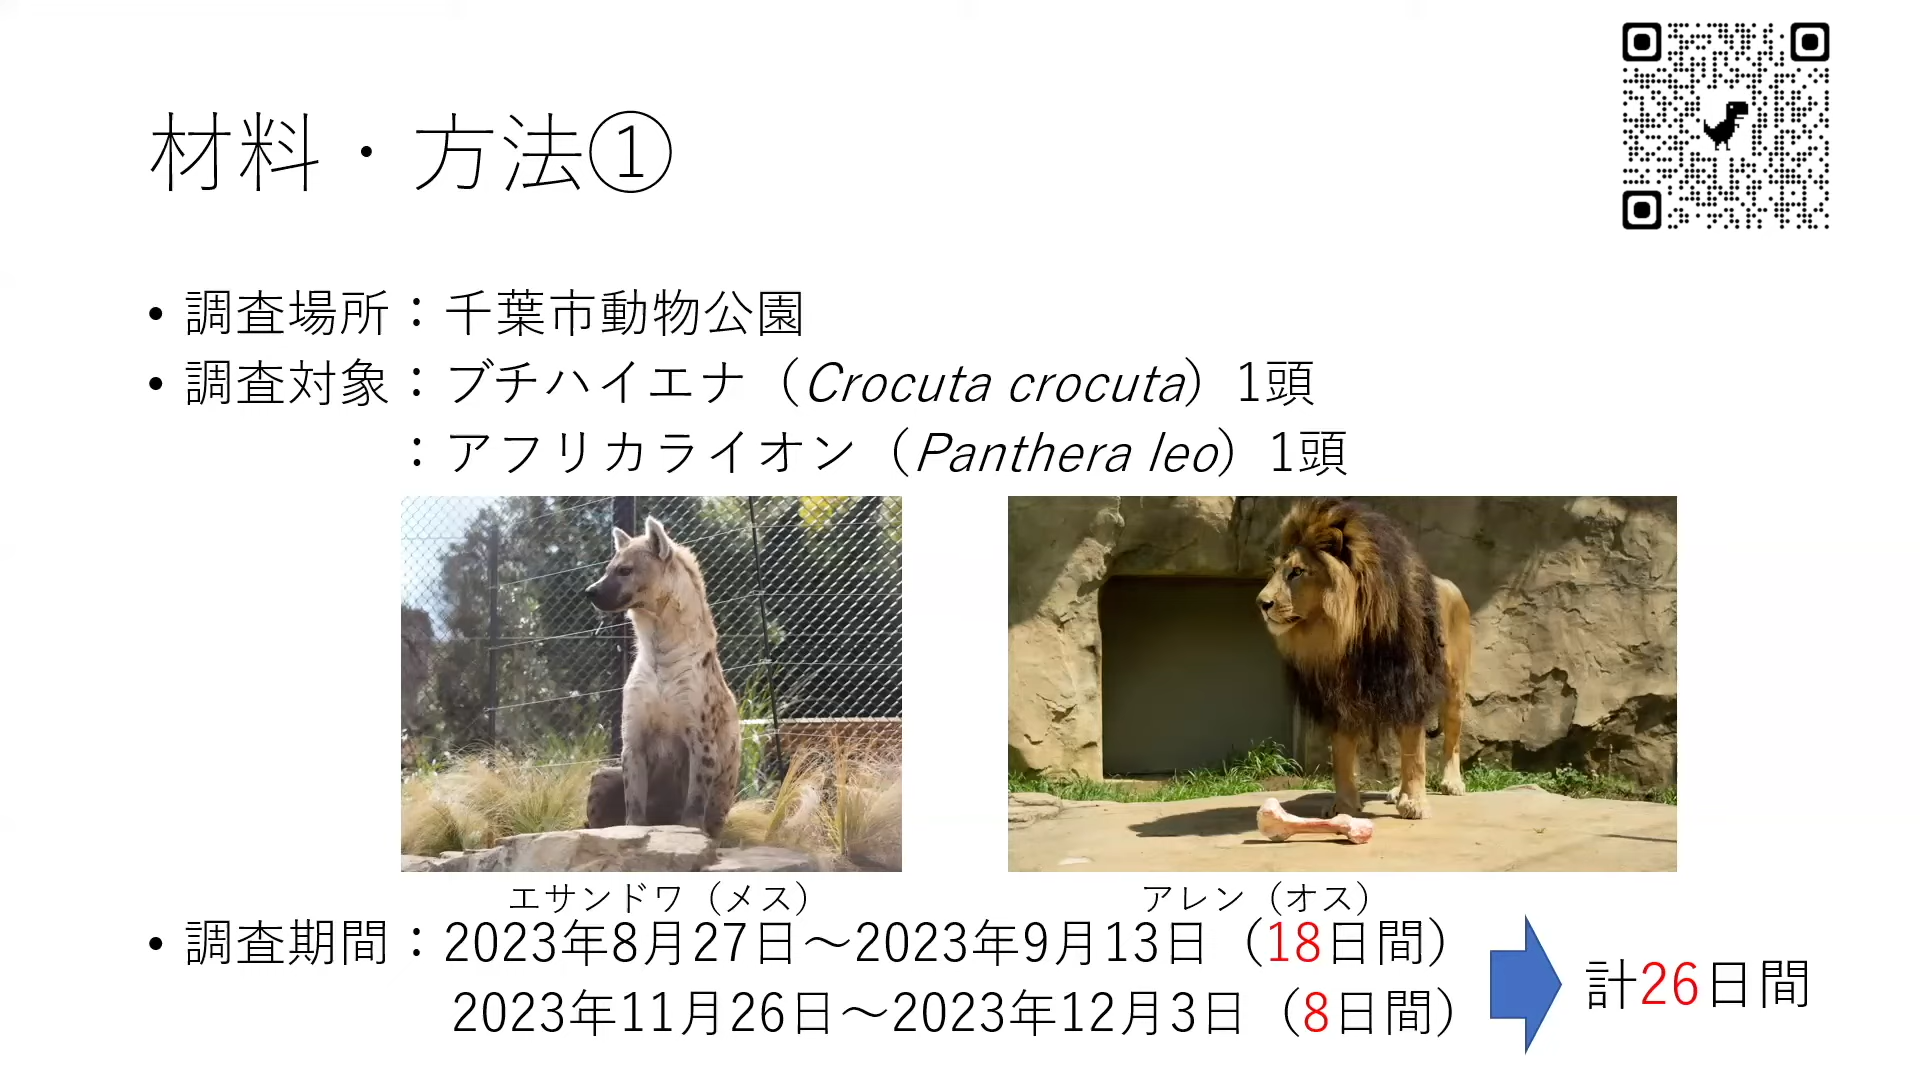 材料・方法①
• 調査場所：千葉市動物公園
• 調査対象：ブチハイエナ（Crocuta crocuta）1頭
：アフリカライオン（Panthera leo）1頭
エサンドワ（メス）
アレン（オス）
• 調査期間：2023年8月27日～2023年9月13日（18日間）
2023年11月26日～2023年12月3日（8日間）
計26日間